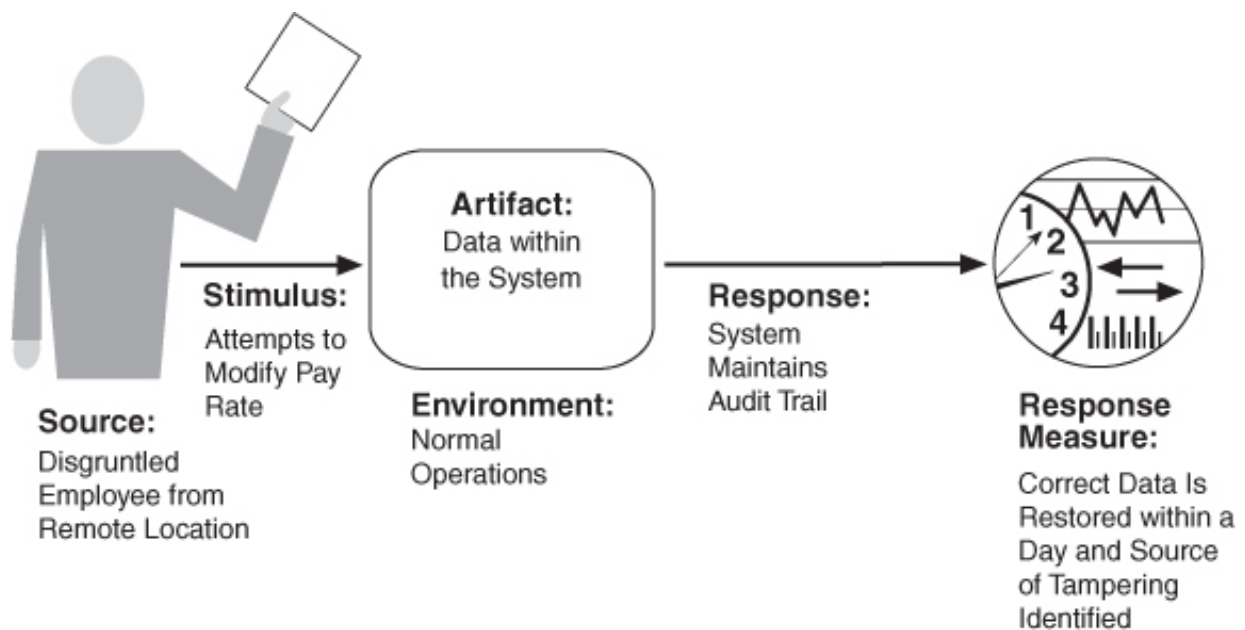 Artifact:
Data within
the System
Stimulus:
Attempts to
Modify Pay
Rate
Source:
Disgruntled
Employee from
Remote Location
Environment:
Normal
Operations
Response:
System
Maintains
Audit Trail
1
2
3
4
Response
Measure:
Correct Data Is
Restored within a
Day and Source
of Tampering
Identified